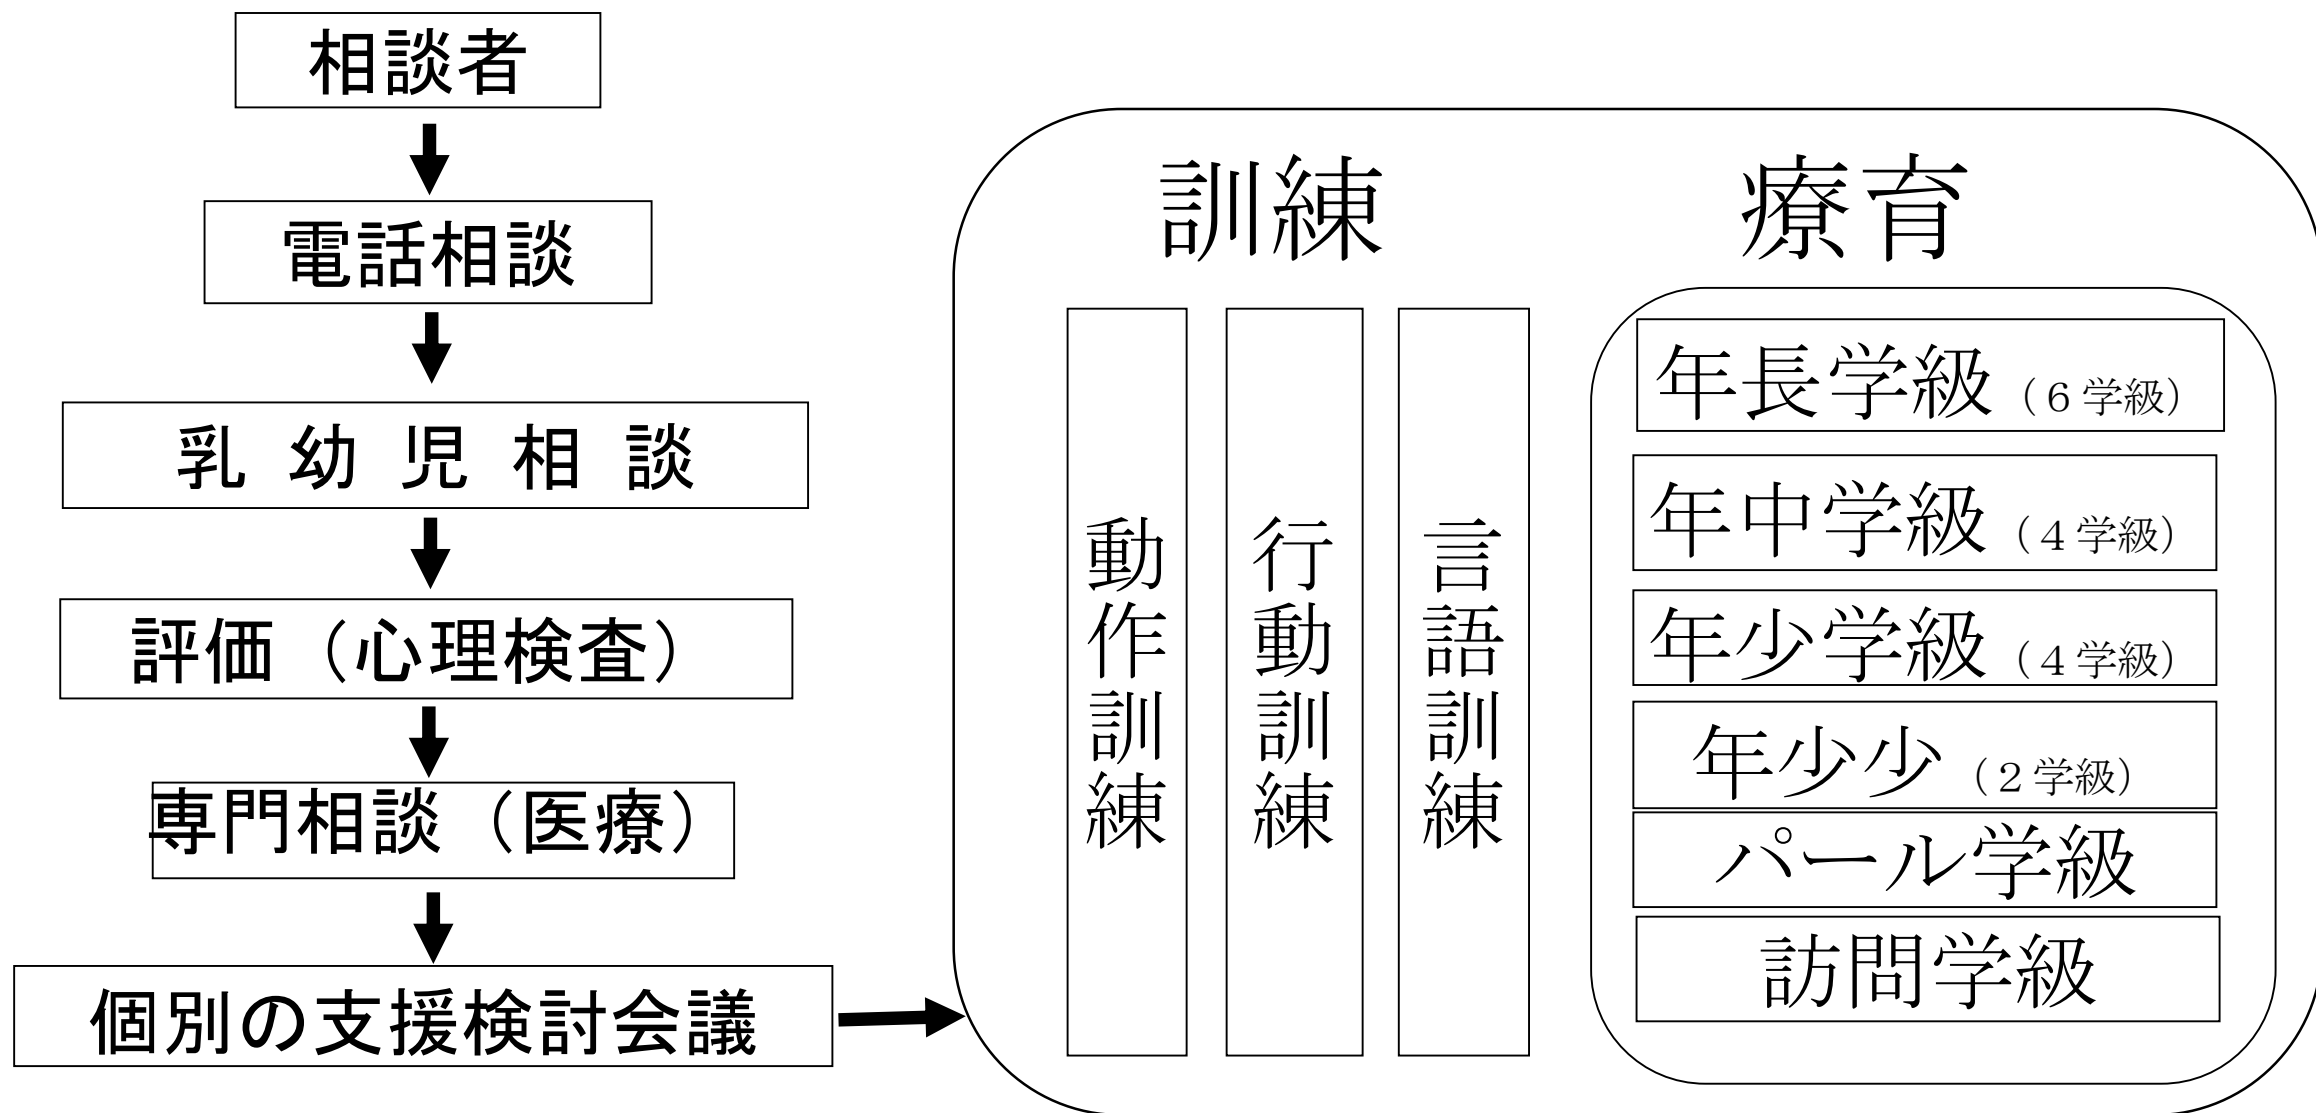 相談者
電話相談
乳幼児相談
評価（心理検査）
専門相談（医療）
個別の支援検討会議
訓練
動作訓練
行動訓練
言語訓練
療育
年長学級（６学級）
年中学級（４学級）
年少学級（４学級）
年少少（２学級）
パール学級
訪問学級